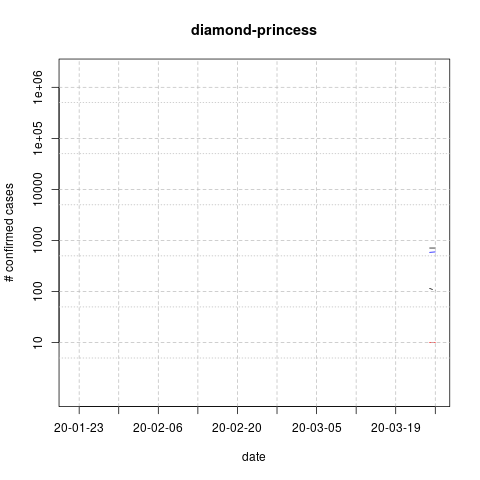 diamond-princess
# confirmed cases
1e+06
1e+05
10000
1000
100
10
20-01-23 20-02-06 20-02-20 20-03-05 20-03-19
date